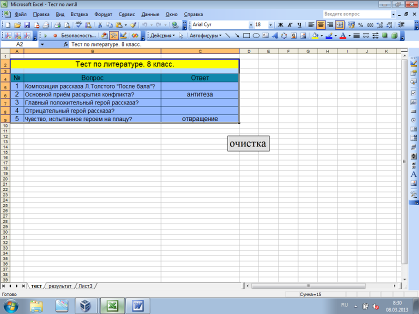 Microsoft Excel - Тест по лит8
Файл Правка Вид Вставка Формат Сервис Данные Окно Справка
Введите вопрос
Arial Cyr 18
Безопасность...
Действия Автофигуры
A2 Тест по литературе. 8 класс.
A B C D E F G H I J K
Тест по литературе. 8 класс.
№ Вопрос Ответ
1 Композиция рассказа Л.Толстого "После бала"?
2 Основной приём раскрытия конфликта? антитеза
3 Главный положительный герой рассказа?
4 Отрицательный герой рассказа?
5 Чувство, испытанное героем на плацу? отвращение
очистка
тест результат Лист3
Готово Сумма=15
RU 8:30
08.03.2013